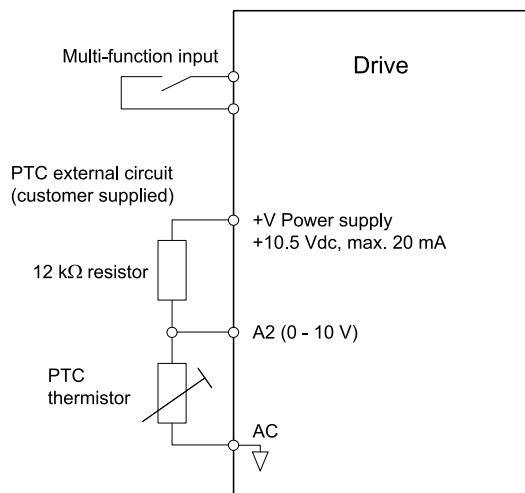 Multi-function input
Drive
PTC external circuit
(customer supplied)
+V Power supply
+10.5 Vdc, max. 20 mA
12 kΩ resistor
A2 (0 - 10 V)
PTC
thermistor
AC